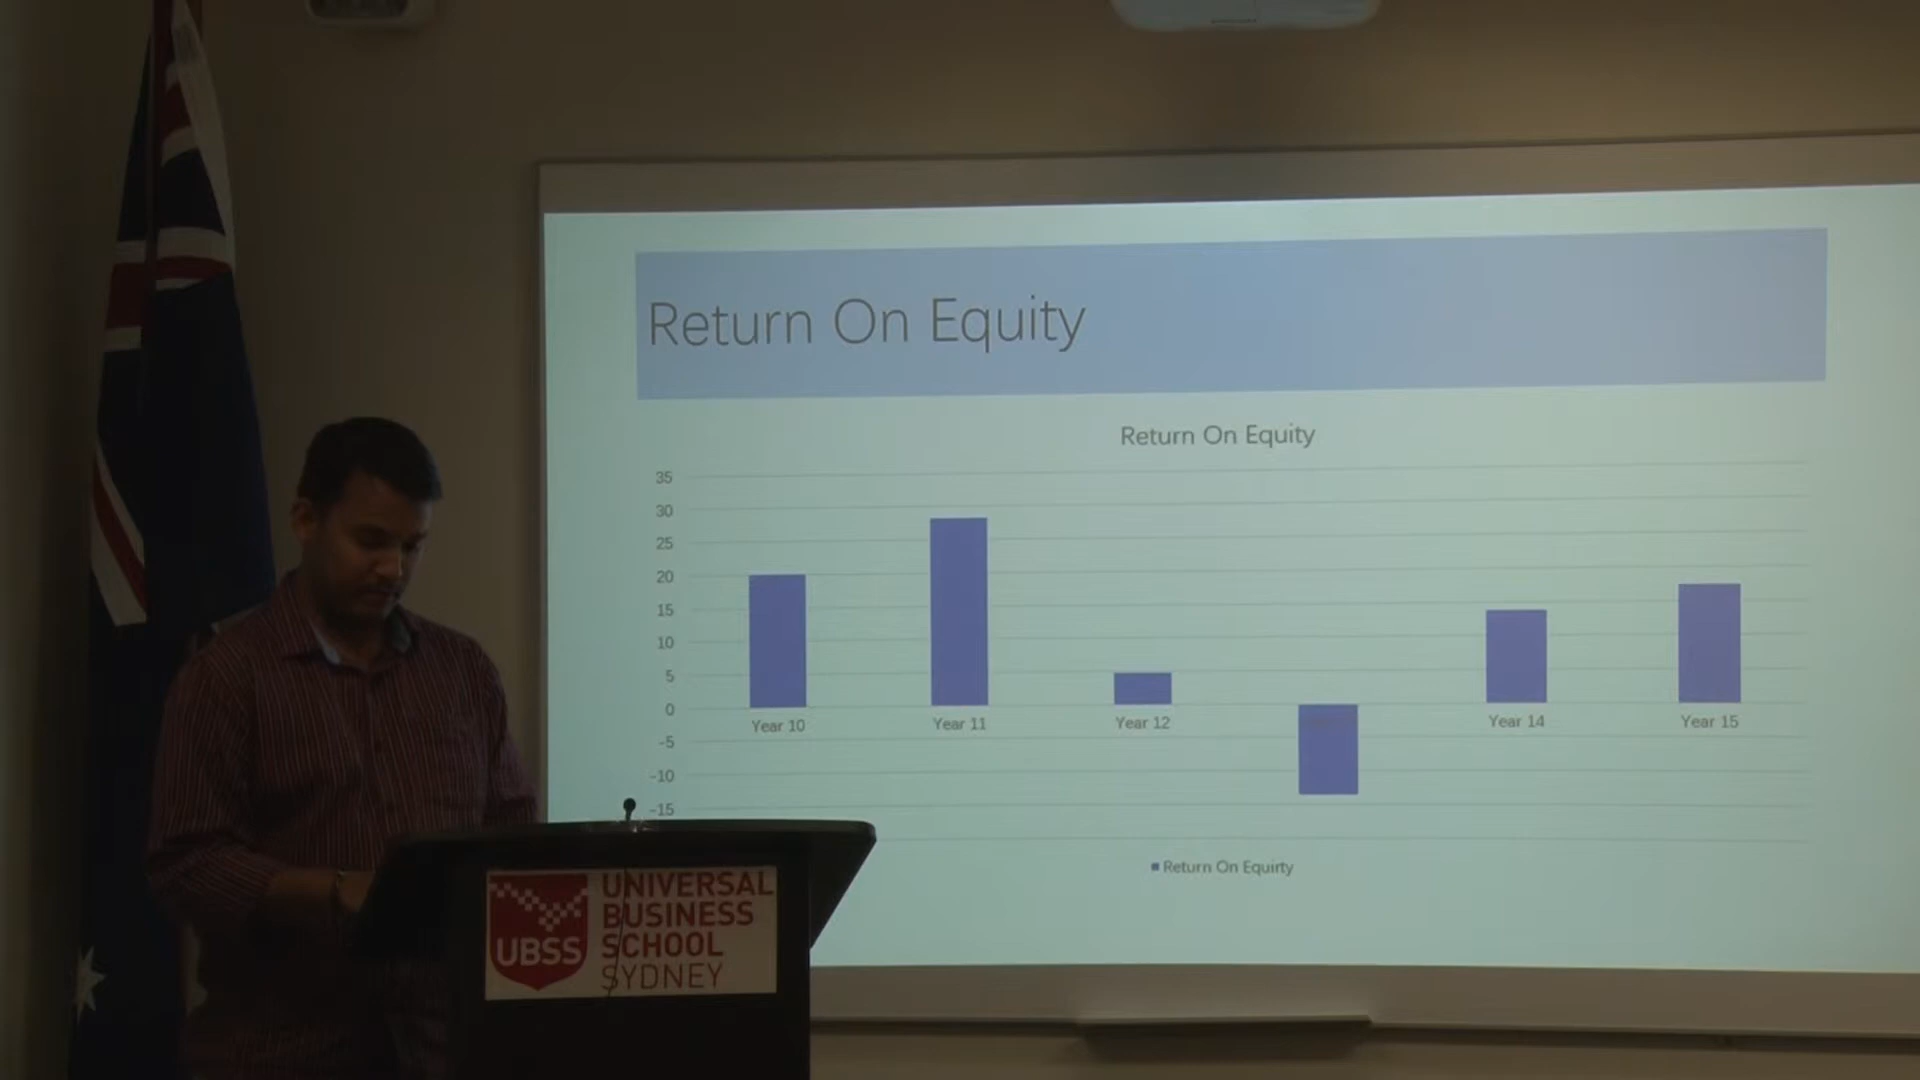 Return On Equity
Return On Equity
35
30
25
20
15
10
5
0
-5
-10
-15
Year 10
Year 11
Year 12
Year 14
Year 15
Return On Equirty
UBSS
UNIVERSAL
BUSINESS
SCHOOL
SYDNEY